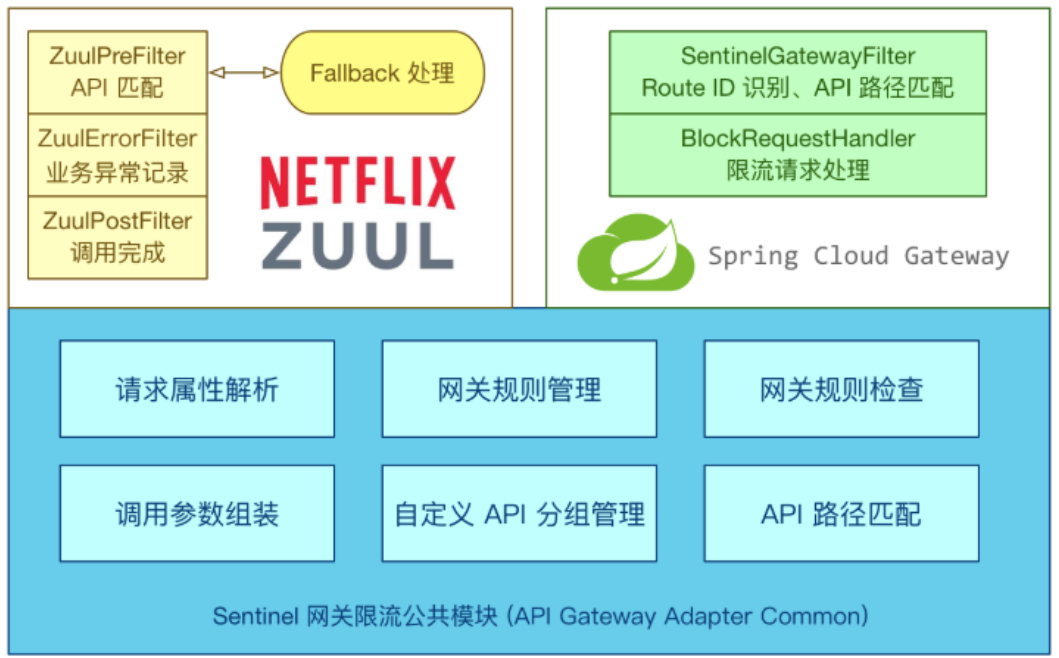 ZuulPreFilter
API 匹配
Fallback 处理
ZuulErrorFilter
业务异常记录
ZuulPostFilter
调用完成
NETFLIX
ZUUL
SentinelGatewayFilter
Route ID 识别、API 路径匹配
BlockRequestHandler
限流请求处理
Spring Cloud Gateway
请求属性解析
网关规则管理
网关规则检查
调用参数组装
自定义 API 分组管理
API 路径匹配
Sentinel 网关限流公共模块 (API Gateway Adapter Common)